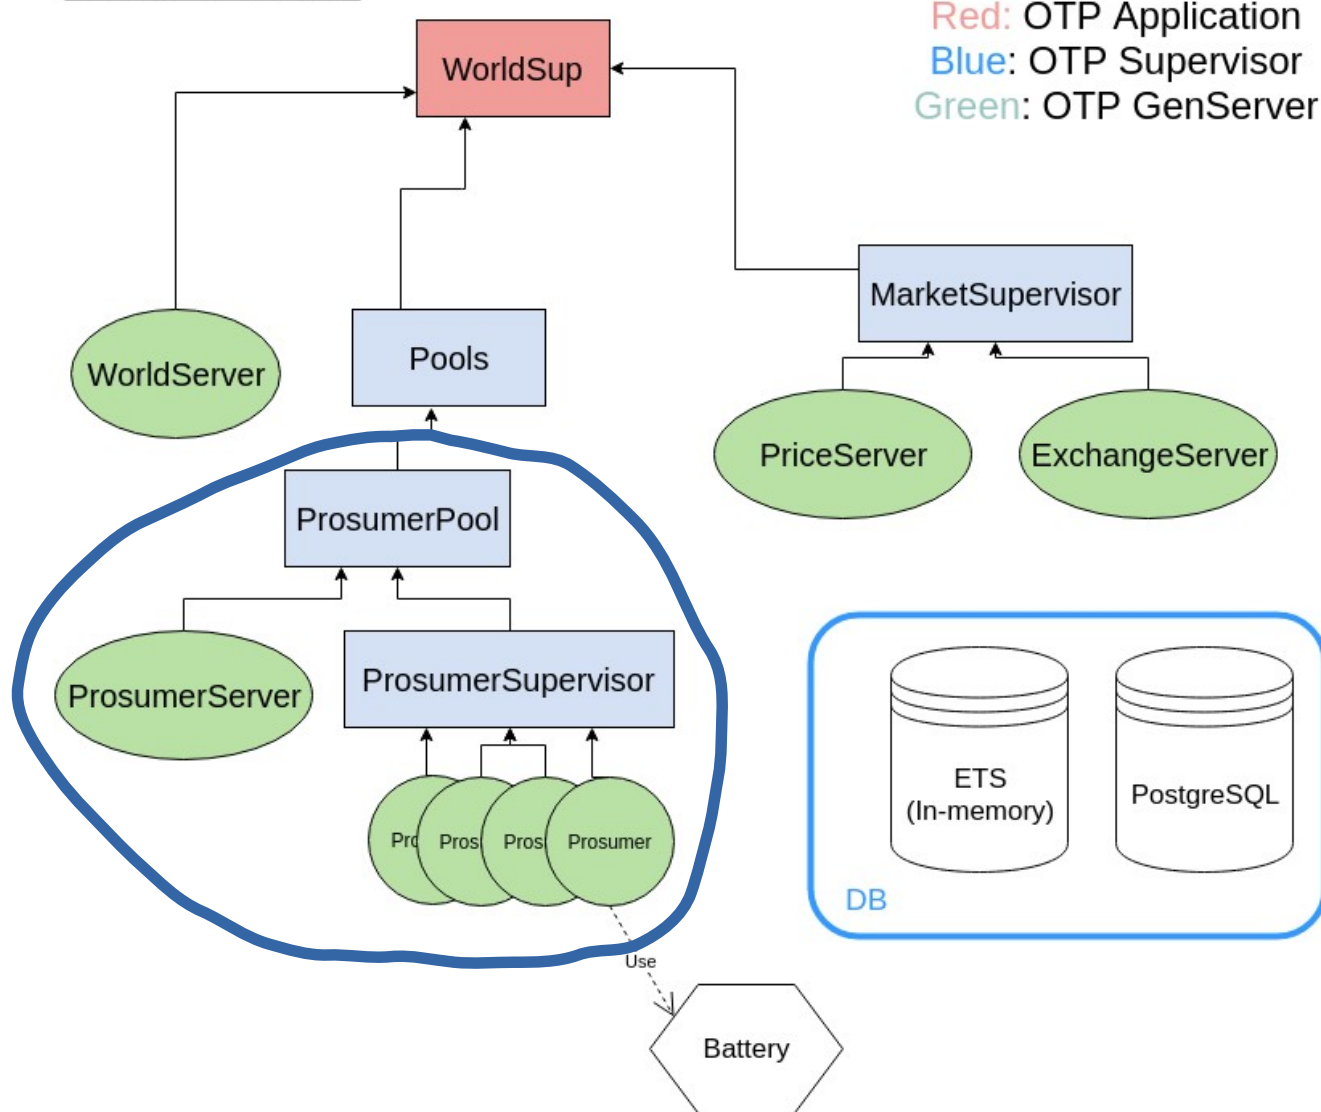 Red: OTP Application
Blue: OTP Supervisor
Green: OTP GenServer
WorldSup
MarketSupervisor
WorldServer
Pools
PriceServer
ExchangeServer
ProsumerPool
ProsumerServer
ProsumerSupervisor
Pro
Pros
Pros
Prosumer
ETS
(In-memory)
PostgreSQL
DB
Use
Battery